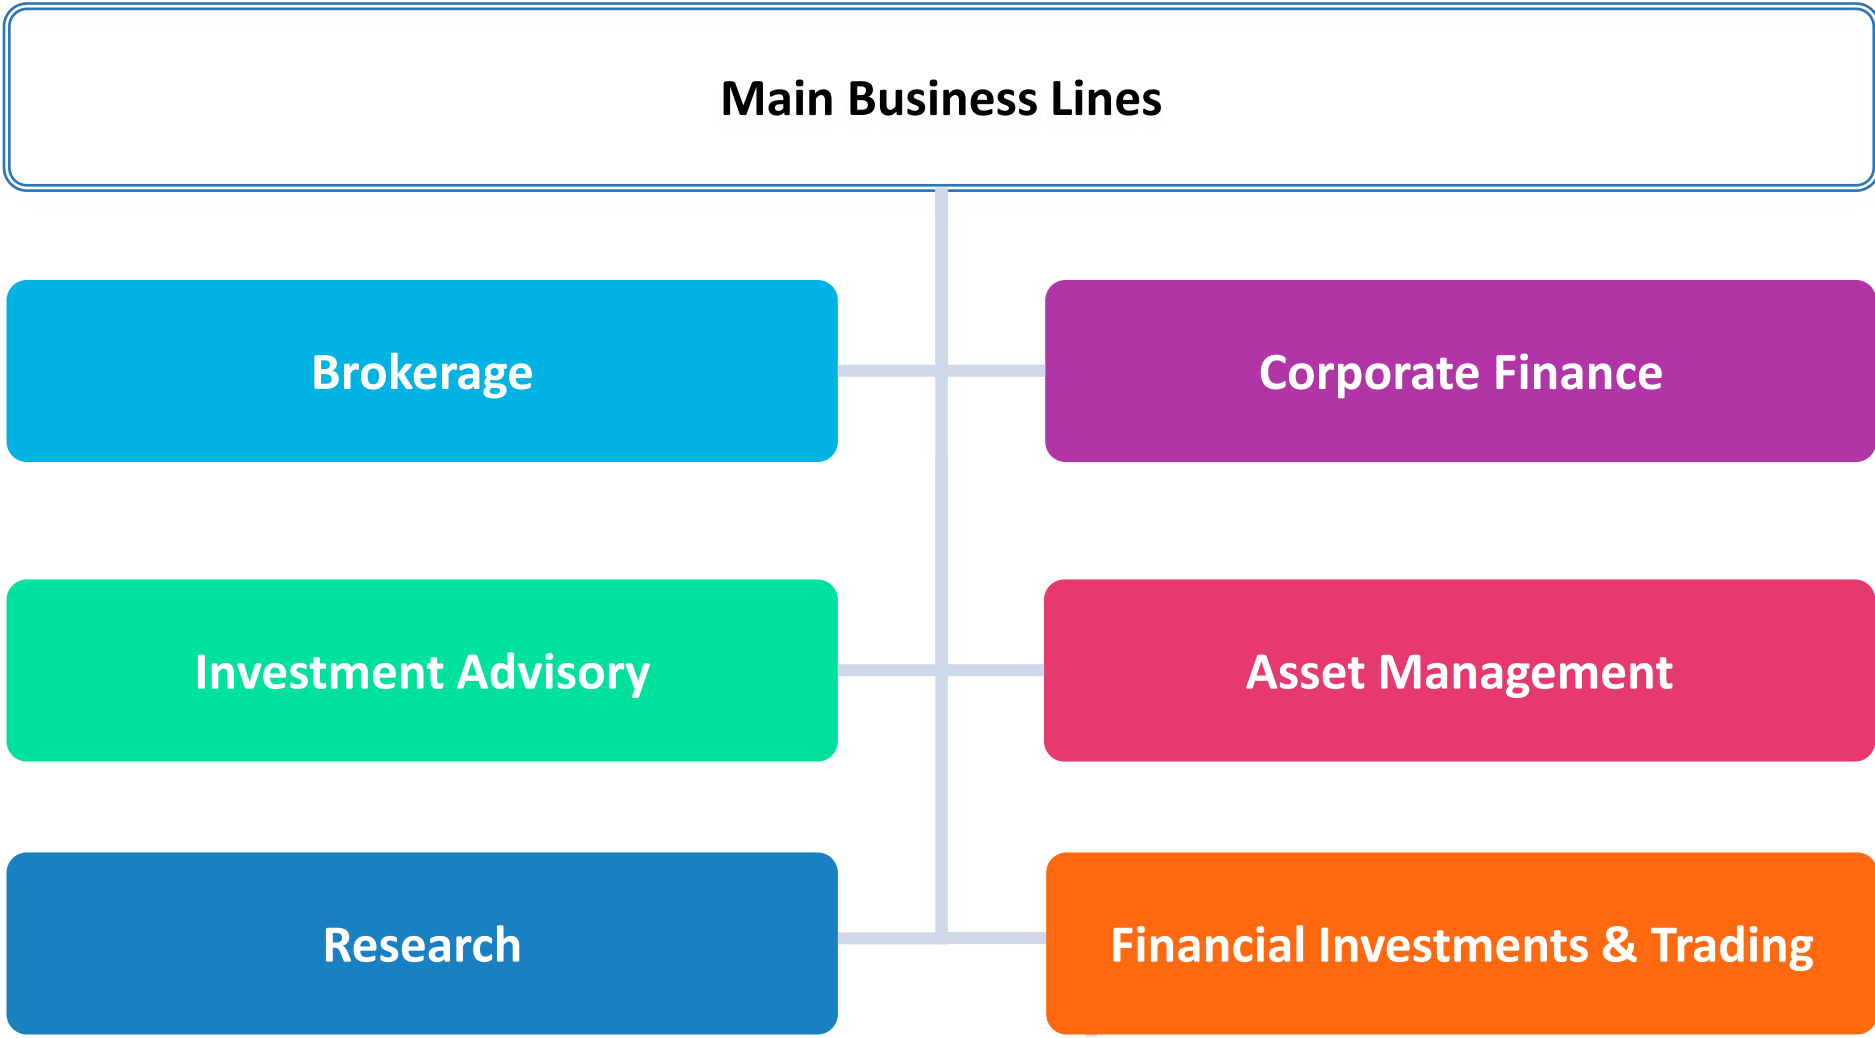 Main Business Lines
Brokerage
Corporate Finance
Investment Advisory
Asset Management
Research
Financial Investments & Trading